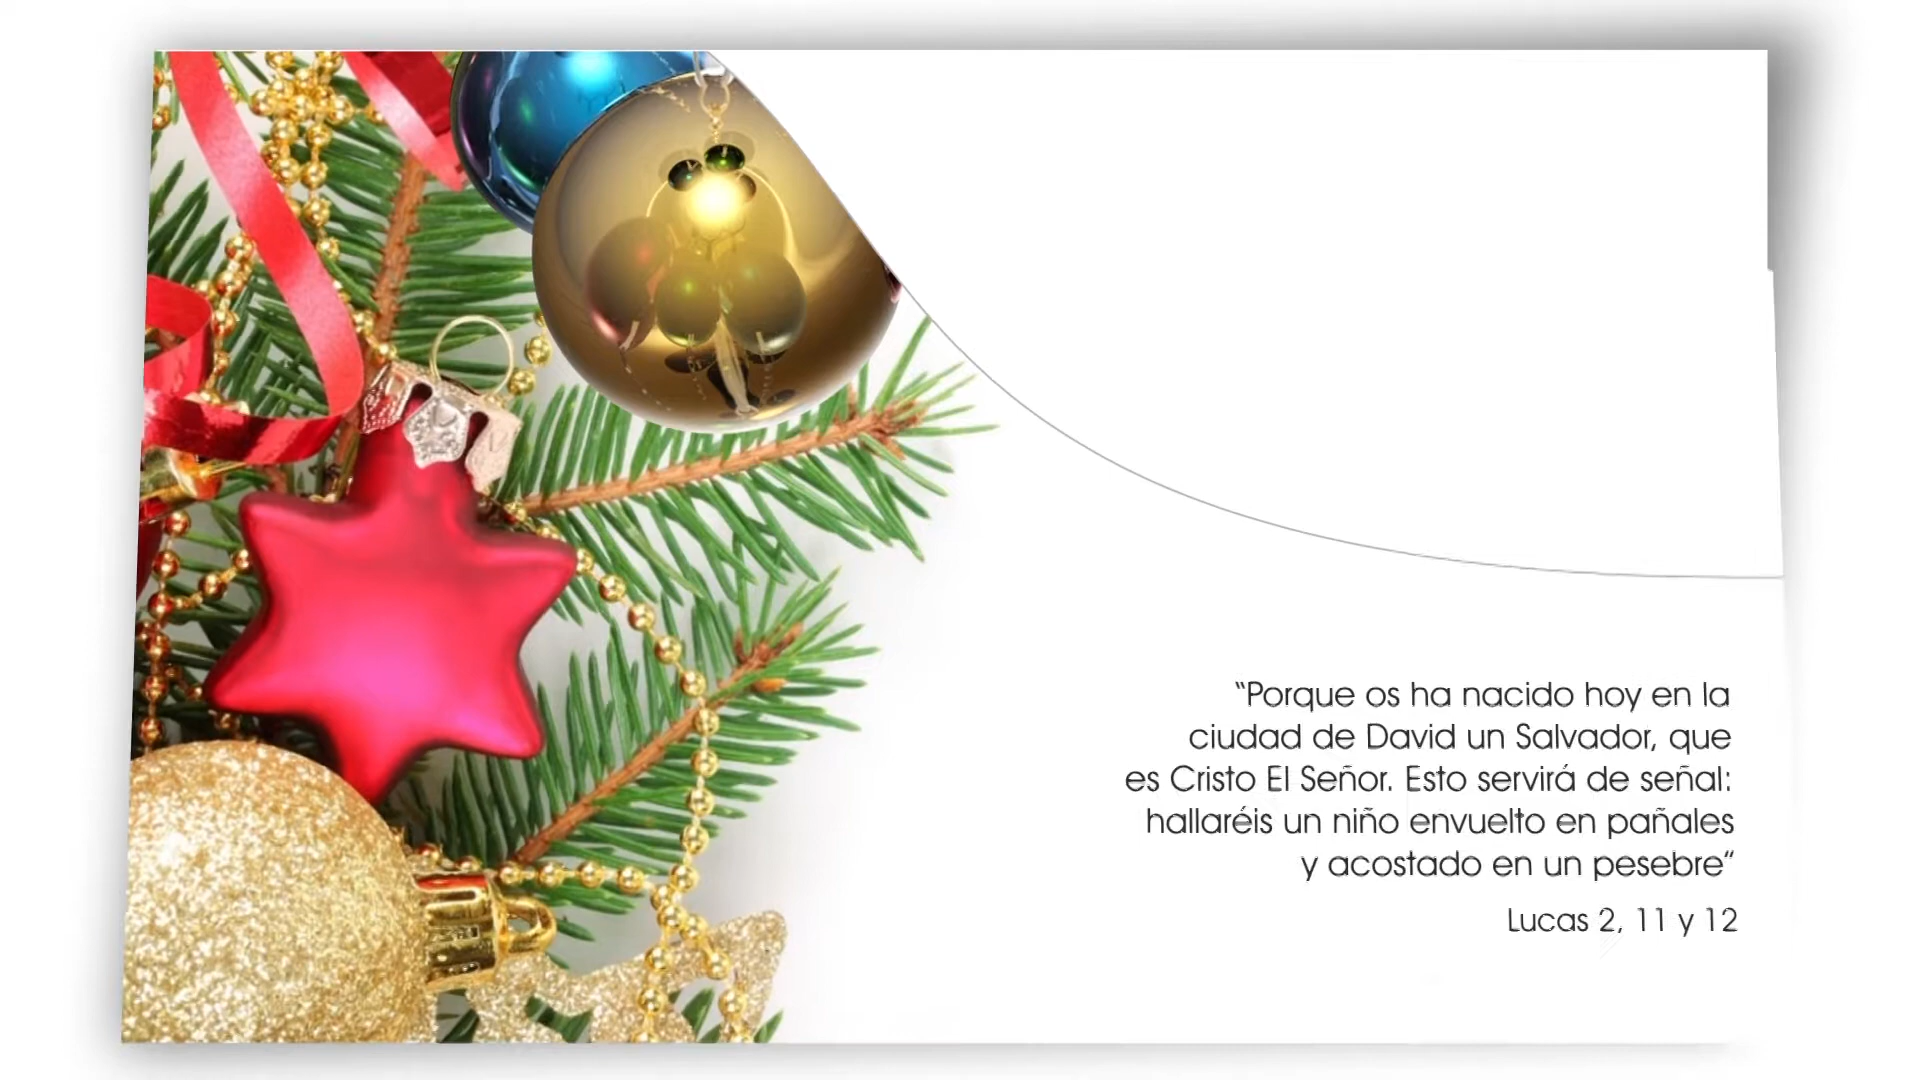 “Porque os ha nacido hoy en la
ciudad de David un Salvador, que
es Cristo El Señor. Esto servirá de señal:
hallaréis un niño envuelto en pañales
y acostado en un pesebre“
Lucas 2, 11 y 12